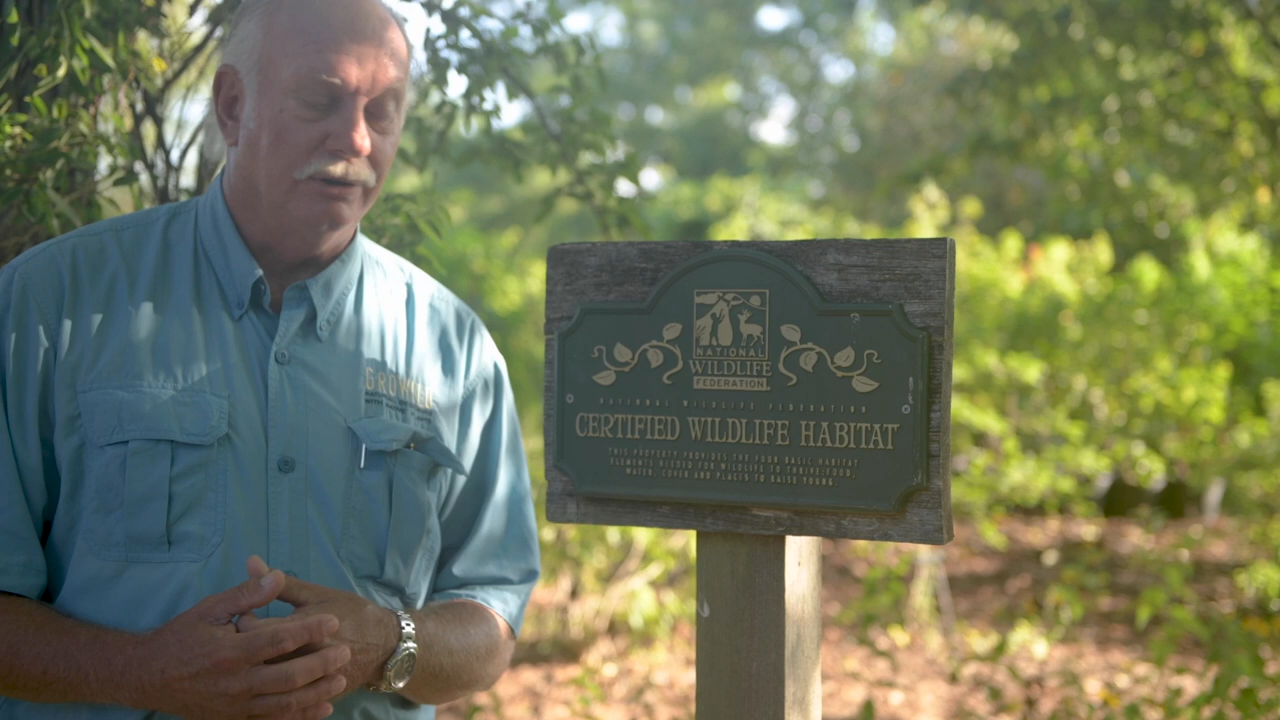 GROWILD
NATIONAL
WILDLIFE
FEDERATION
NATIONAL WILDLIFE FEDERATION
CERTIFIED WILDLIFE HABITAT
THIS PROPERTY PROVIDES THE FOUR BASIC HABITAT
ELEMENTS NEEDED FOR WILDLIFE TO THRIVE: FOOD,
WATER, COVER AND PLACES TO RAISE YOUNG.